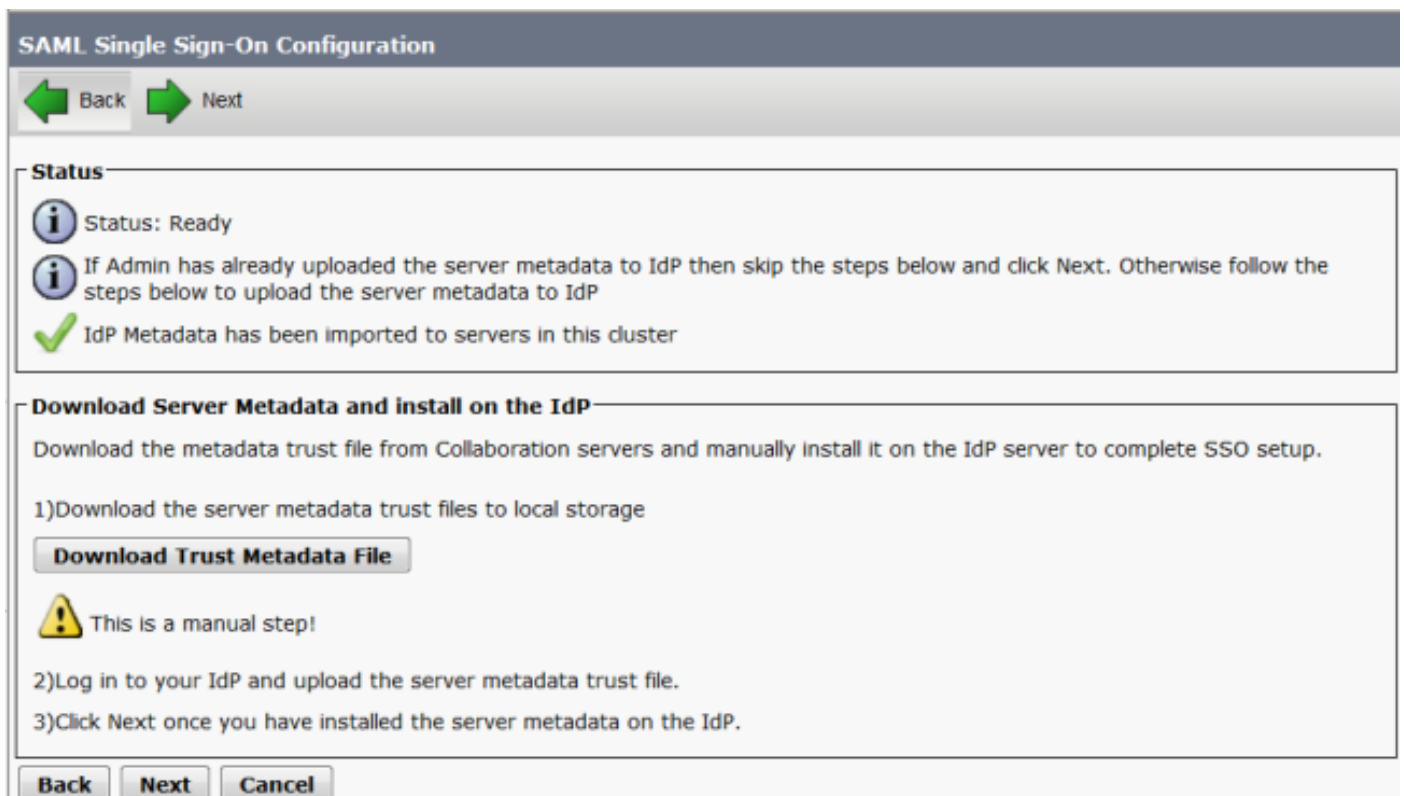 SAML Single Sign-On Configuration
Back Next
Status
Status: Ready
If Admin has already uploaded the server metadata to IdP then skip the steps below and click Next. Otherwise follow the
steps below to upload the server metadata to IdP
IdP Metadata has been imported to servers in this cluster
Download Server Metadata and install on the IdP
Download the metadata trust file from Collaboration servers and manually install it on the IdP server to complete SSO setup.
1)Download the server metadata trust files to local storage
Download Trust Metadata File
This is a manual step!
2)Log in to your IdP and upload the server metadata trust file.
3)Click Next once you have installed the server metadata on the IdP.
Back Next Cancel